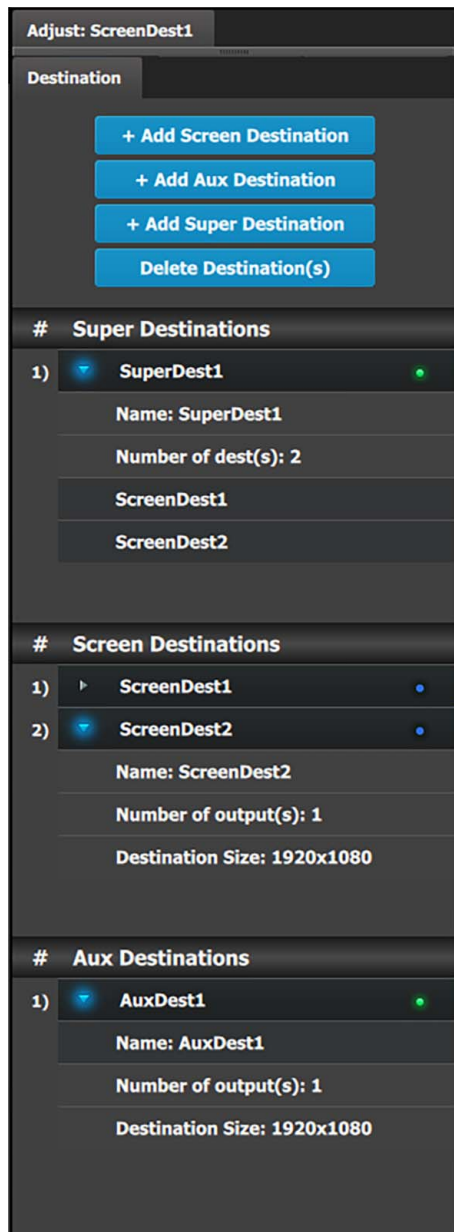 Adjust: ScreenDest1
Destination
+ Add Screen Destination
+ Add Aux Destination
+ Add Super Destination
Delete Destination(s)
# Super Destinations
1) SuperDest1
Name: SuperDest1
Number of dest(s): 2
ScreenDest1
ScreenDest2
# Screen Destinations
1) ScreenDest1
2) ScreenDest2
Name: ScreenDest2
Number of output(s): 1
Destination Size: 1920x1080
# Aux Destinations
1) AuxDest1
Name: AuxDest1
Number of output(s): 1
Destination Size: 1920x1080